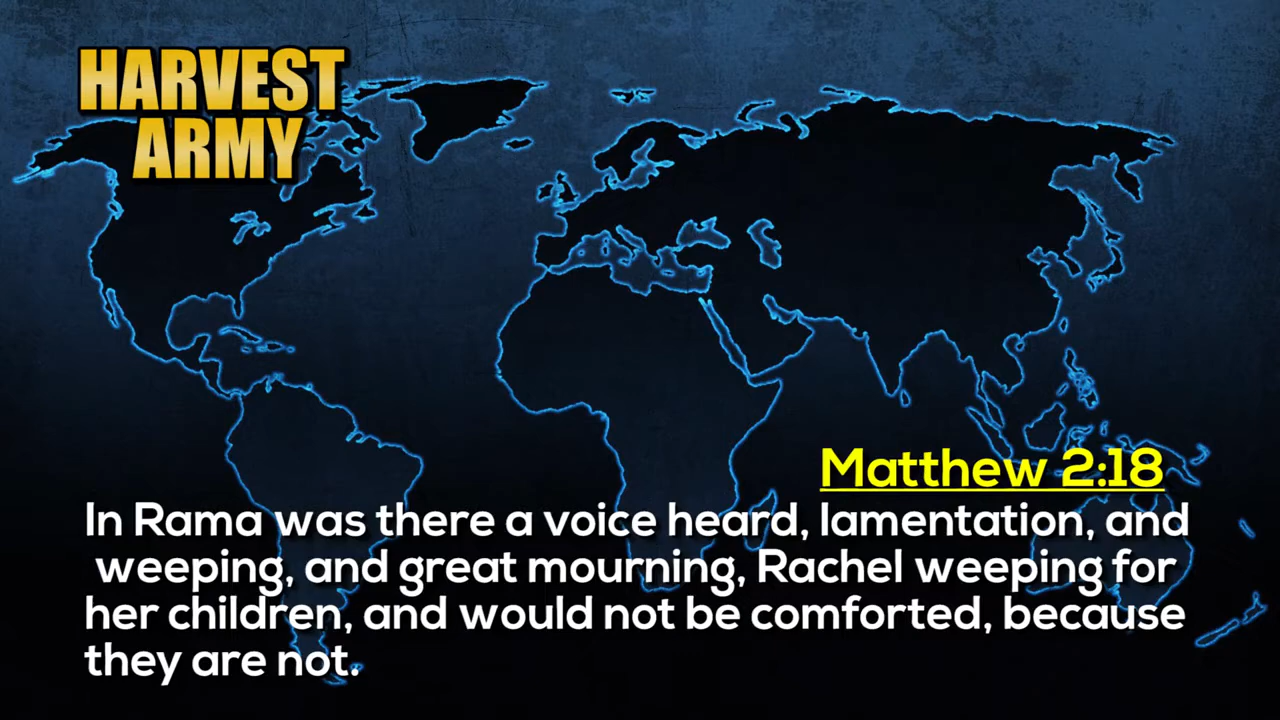 HARVEST
ARMY
Matthew 2:18
In Rama was there a voice heard, lamentation, and
weeping, and great mourning, Rachel weeping for
her children, and would not be comforted, because
they are not.